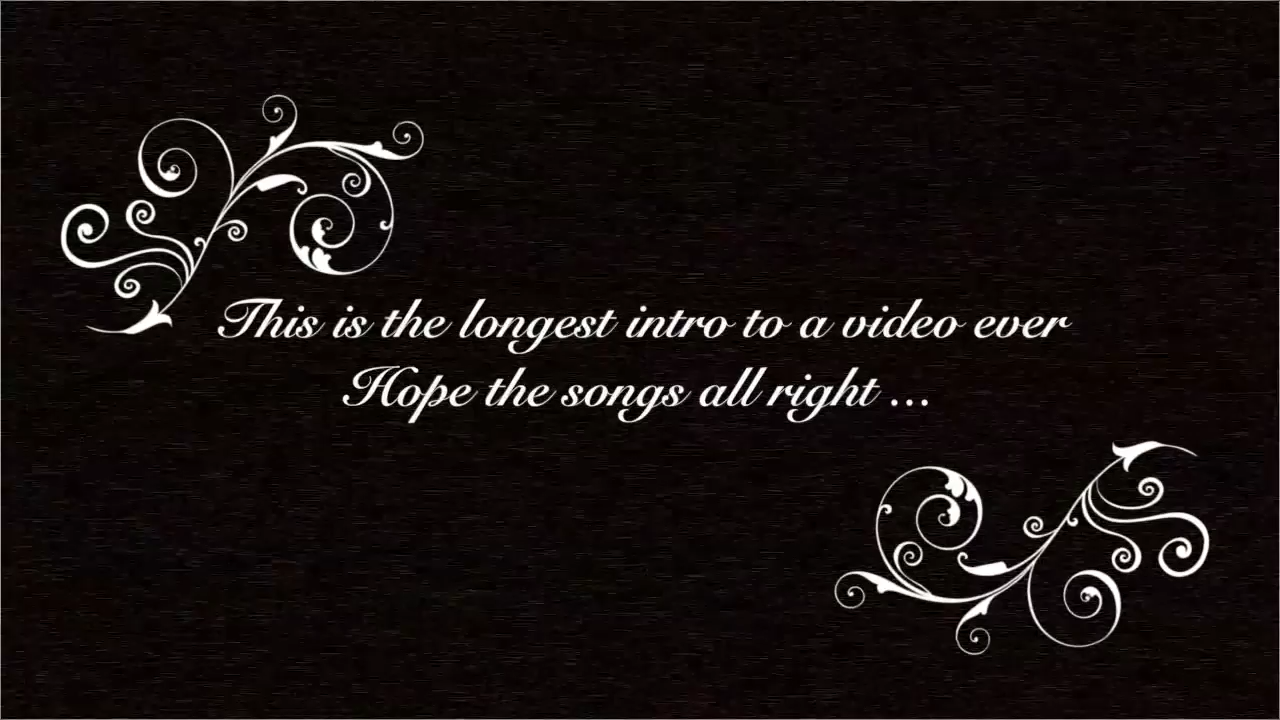 This is the longest intro to a video ever
Hope the songs all right ...